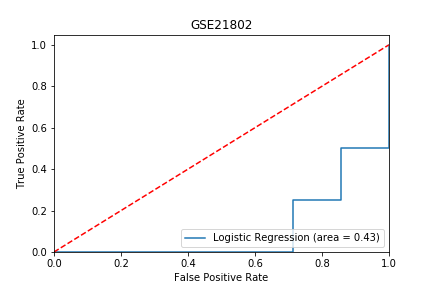 GSE21802
1.0
0.8
0.6
0.4
0.2
0.0
True Positive Rate
Logistic Regression (area = 0.43)
0.0 0.2 0.4 0.6 0.8 1.0
False Positive Rate